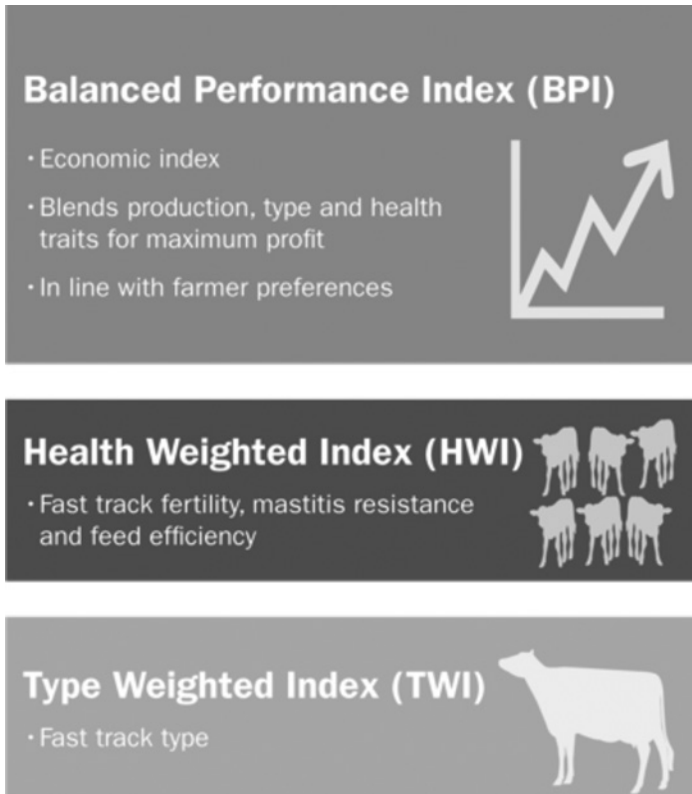 Balanced Performance Index (BPI)
· Economic index
· Blends production, type and health
traits for maximum profit
· In line with farmer preferences
Health Weighted Index (HWI)
· Fast track fertility, mastitis resistance
and feed efficiency
Type Weighted Index (TWI)
· Fast track type